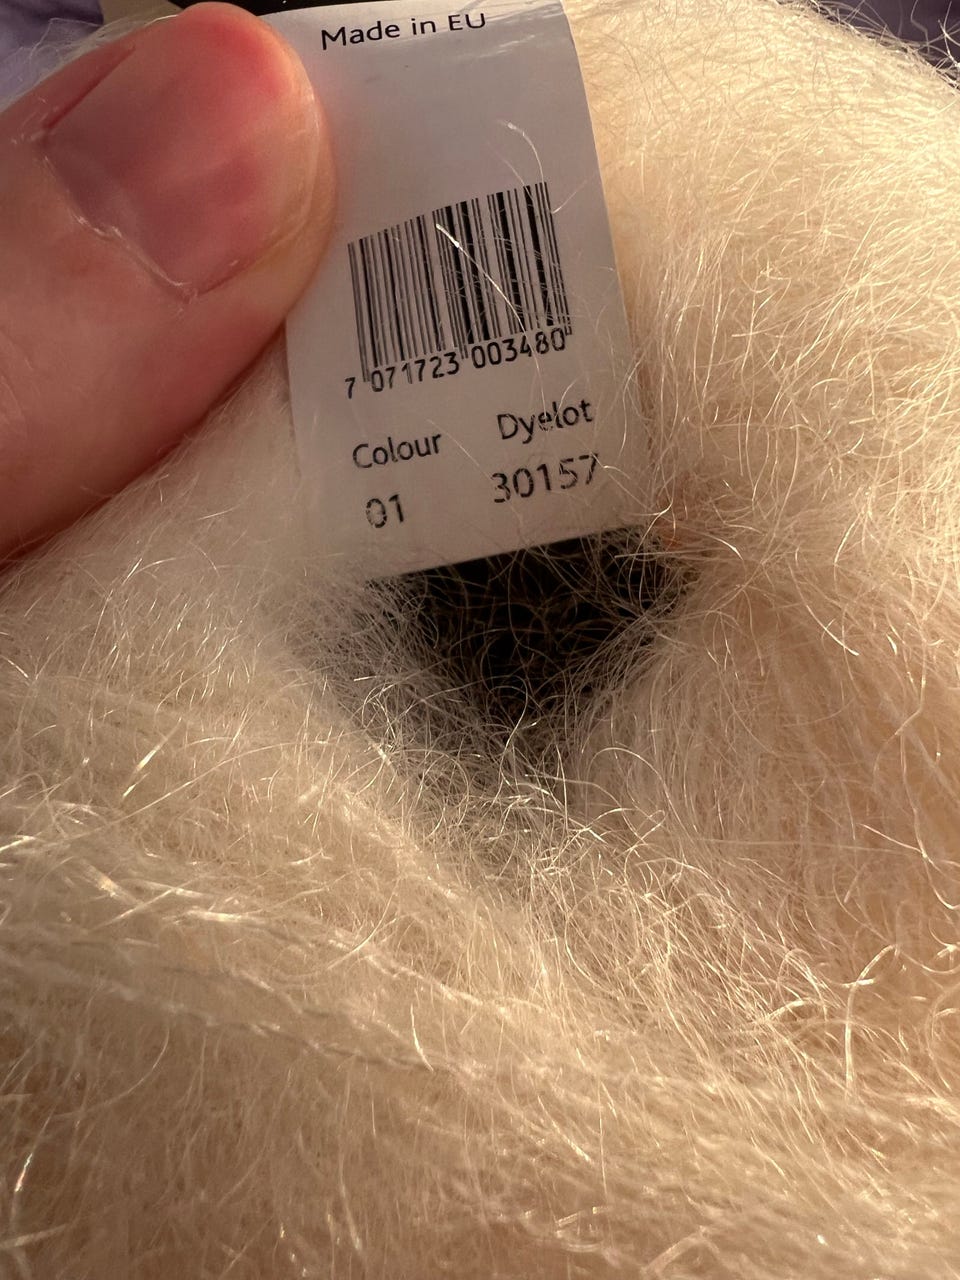 Made in EU
7 071723 003480
Colour Dyelot
01 30157